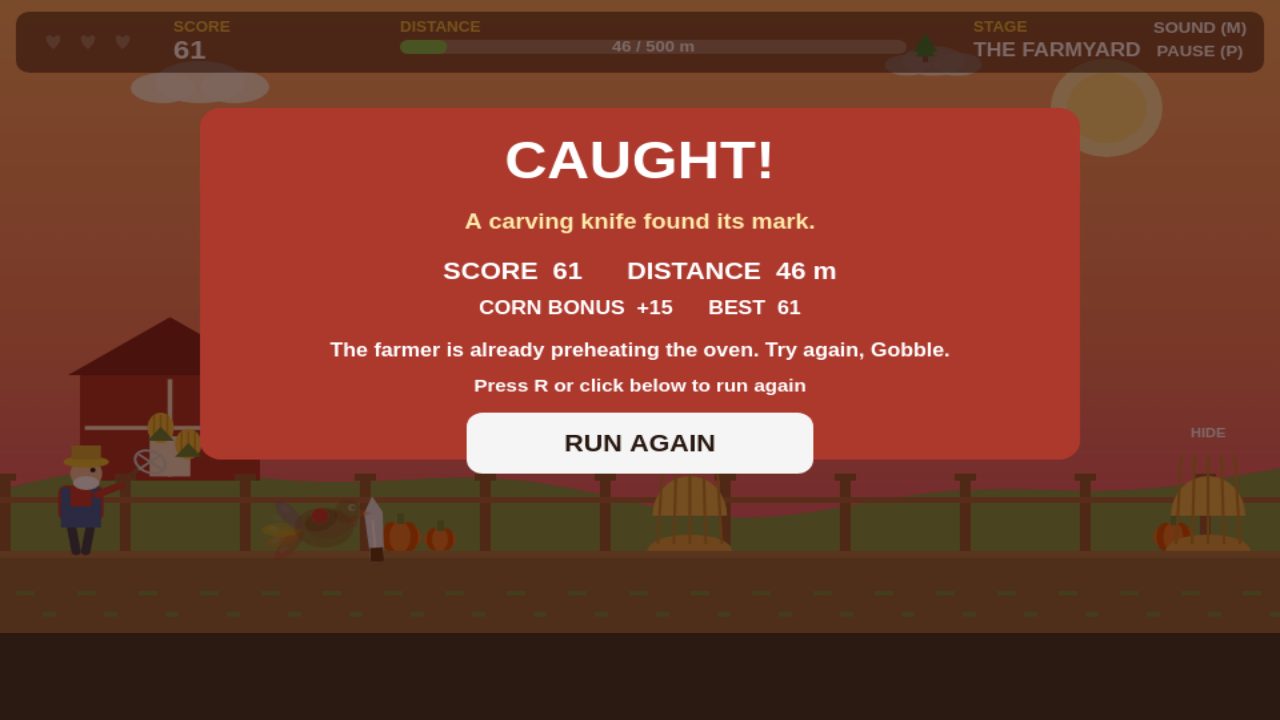 SCORE
61
DISTANCE
46 / 500 m
STAGE
THE FARMYARD
SOUND (M)
PAUSE (P)
CAUGHT!
A carving knife found its mark.
SCORE 61 DISTANCE 46 m
CORN BONUS +15 BEST 61
The farmer is already preheating the oven. Try again, Gobble.
Press R or click below to run again
RUN AGAIN
HIDE